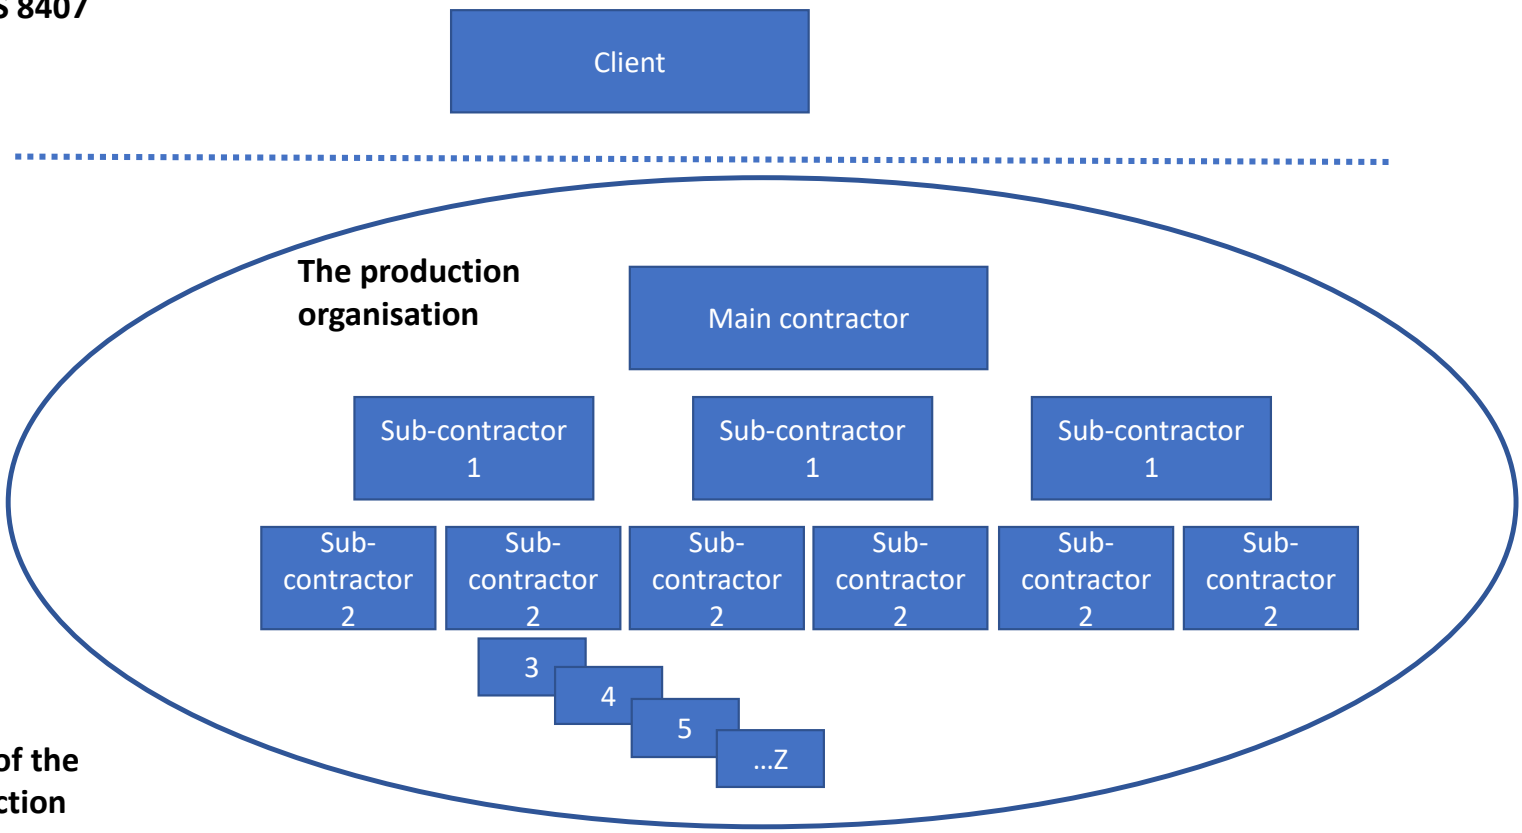 S 8407
Client
The production
organisation
Main contractor
Sub-contractor
1
Sub-contractor
1
Sub-contractor
1
Sub-
contractor
2
Sub-
contractor
2
Sub-
contractor
2
Sub-
contractor
2
Sub-
contractor
2
Sub-
contractor
2
3
4
5
...Z
of the
ction